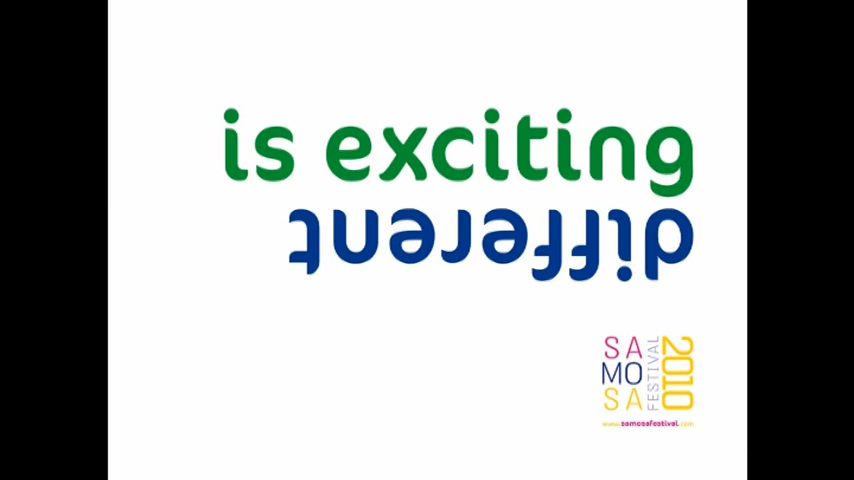 is exciting
different
SA
MO
SA
FESTIVAL
2010
www.samosafestival.com